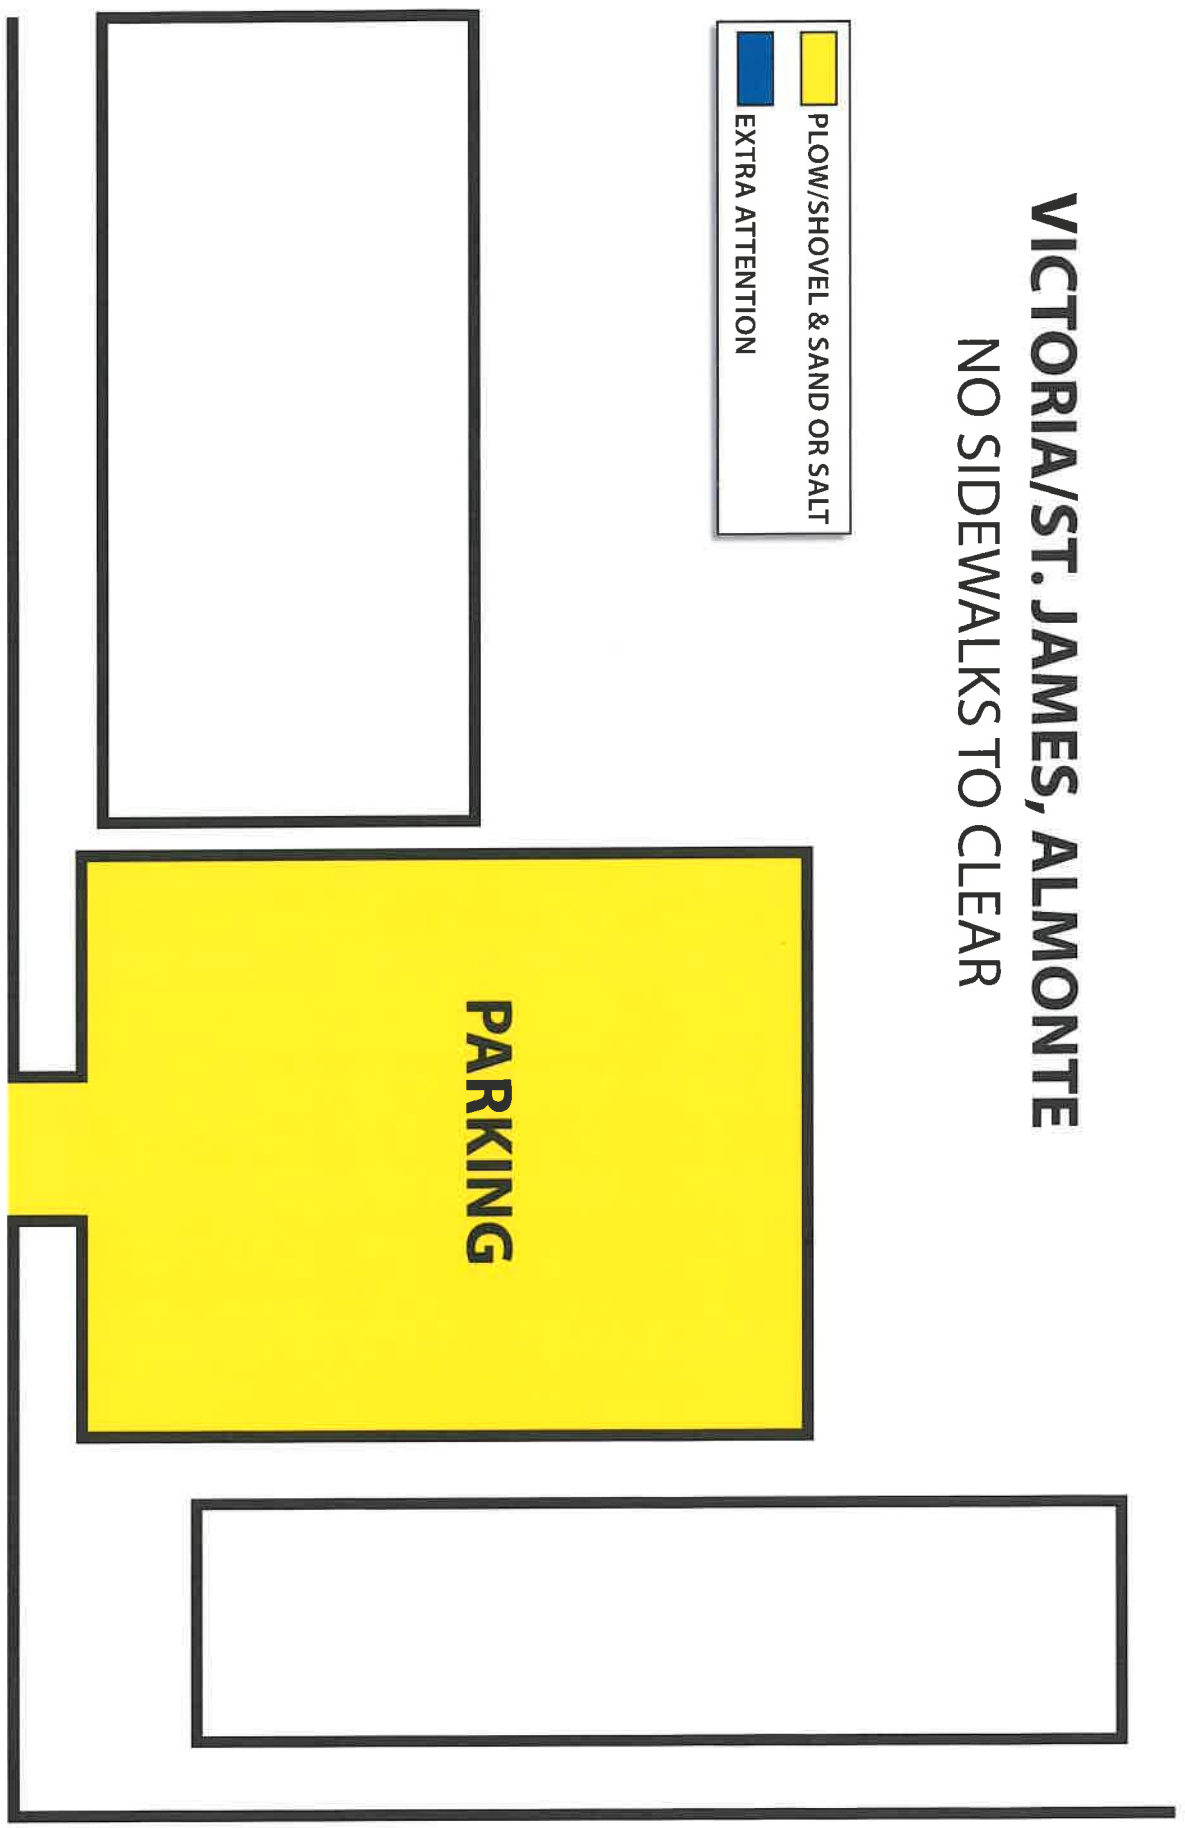 VICTORIA/ST. JAMES, ALMONTE
NO SIDEWALKS TO CLEAR
PLOW/SHOVEL & SAND OR SALT
EXTRA ATTENTION
PARKING